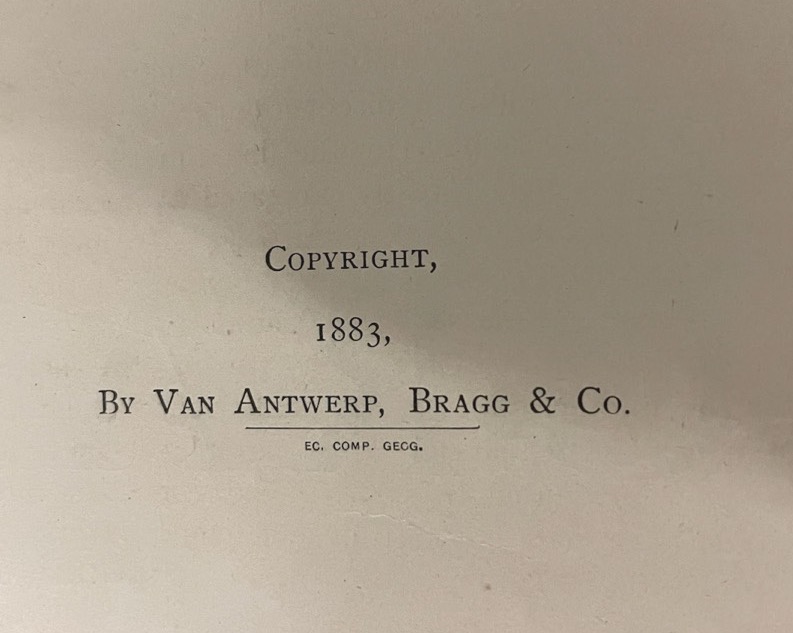 Copyright,
1883,
By Van Antwerp, Bragg & Co.
EC. COMP. GEOG.